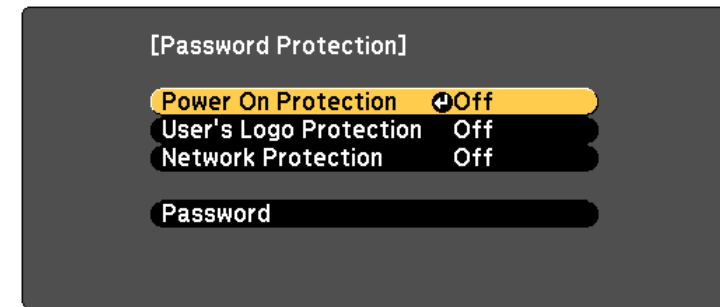 [Password Protection]
Power On Protection Off
User's Logo Protection Off
Network Protection Off
Password